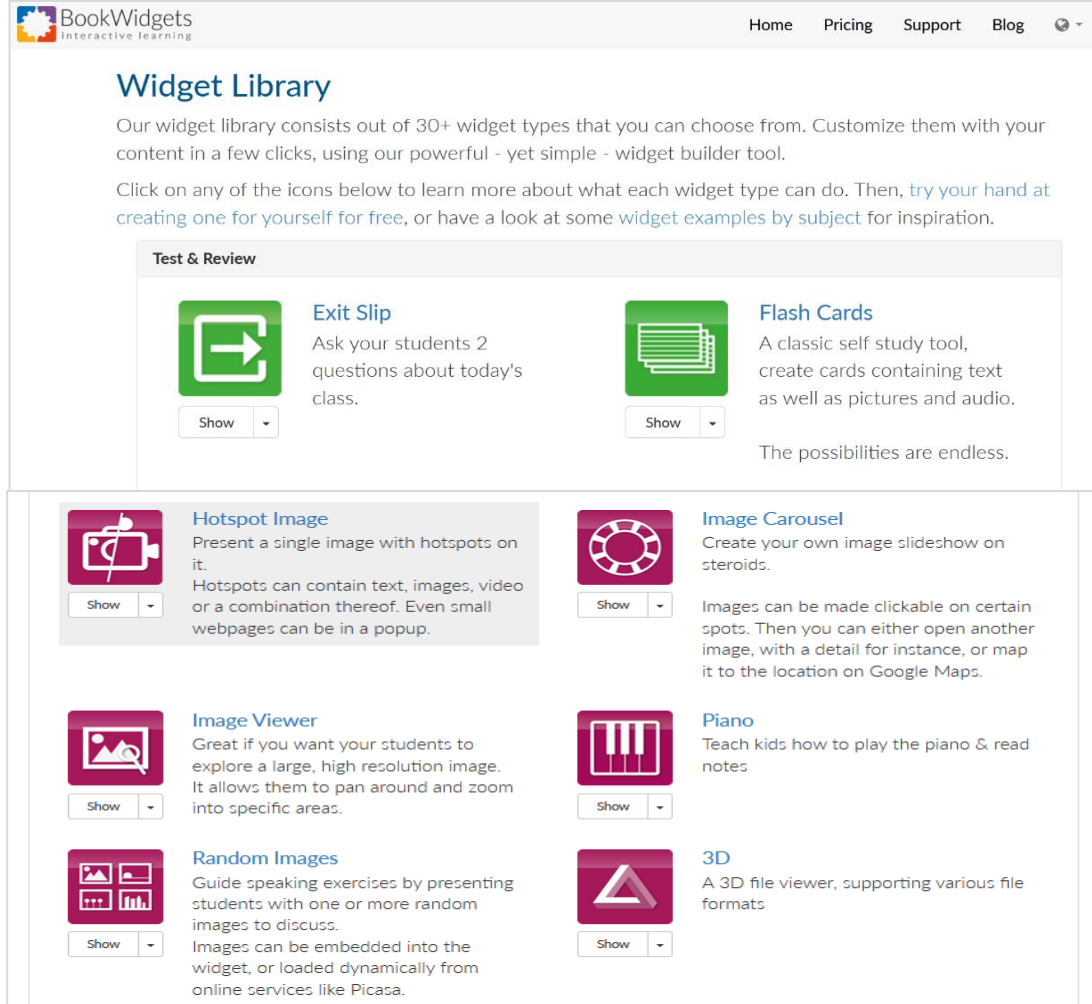 BookWidgets
interactive learning
Home Pricing Support Blog
Widget Library
Our widget library consists out of 30+ widget types that you can choose from. Customize them with your
content in a few clicks, using our powerful - yet simple - widget builder tool.
Click on any of the icons below to learn more about what each widget type can do. Then, try your hand at
creating one for yourself for free, or have a look at some widget examples by subject for inspiration.
Test & Review
Exit Slip
Ask your students 2
questions about today's
class.
Show
Flash Cards
A classic self study tool,
create cards containing text
as well as pictures and audio.
The possibilities are endless.
Show
Hotspot Image
Present a single image with hotspots on
it.
Hotspots can contain text, images, video
or a combination thereof. Even small
webpages can be in a popup.
Show
Image Carousel
Create your own image slideshow on
steroids.
Images can be made clickable on certain
spots. Then you can either open another
image, with a detail for instance, or map
it to the location on Google Maps.
Show
Image Viewer
Great if you want your students to
explore a large, high resolution image.
It allows them to pan around and zoom
into specific areas.
Show
Piano
Teach kids how to play the piano & read
notes
Show
Random Images
Guide speaking exercises by presenting
students with one or more random
images to discuss.
Images can be embedded into the
widget, or loaded dynamically from
online services like Picasa.
Show
3D
A 3D file viewer, supporting various file
formats
Show